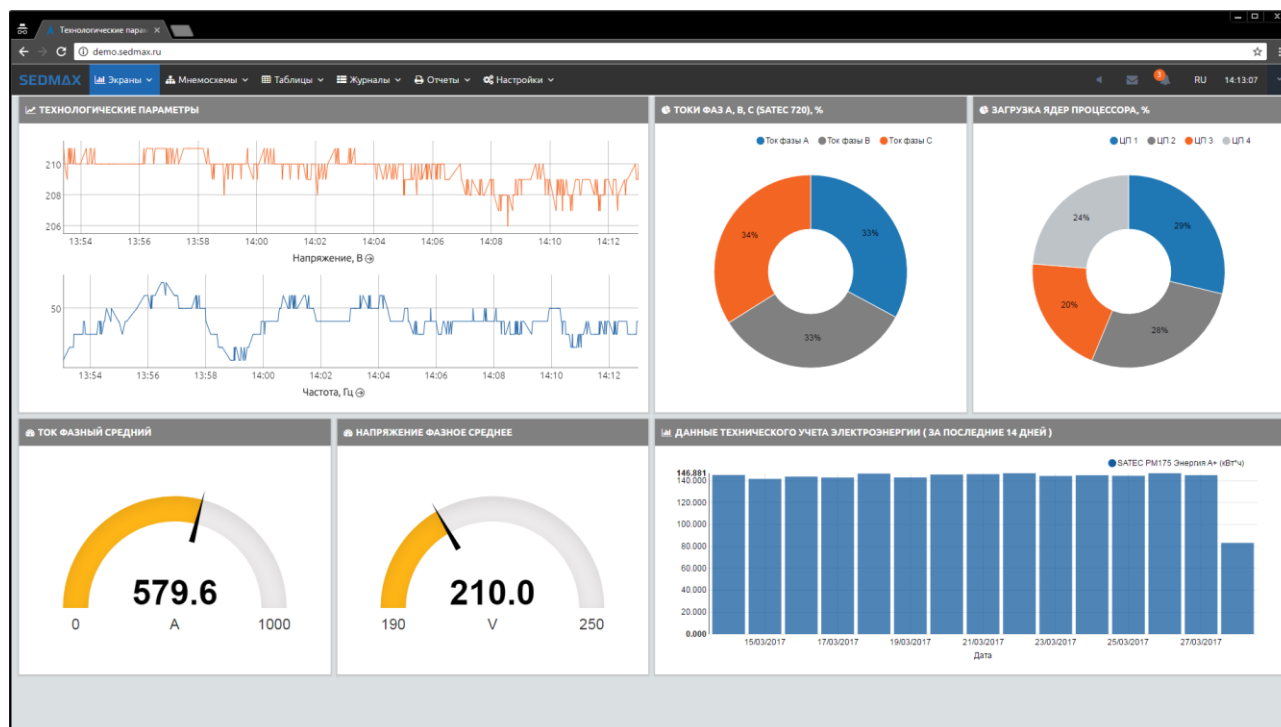 Технологические пара
demo.sedmax.ru
SEDMAX Экраны Мнемосхемы Таблицы Журналы Отчеты Настройки 3 RU 14:13:07
ТЕХНОЛОГИЧЕСКИЕ ПАРАМЕТРЫ
210
208
206
13:54 13:56 13:58 14:00 14:02 14:04 14:06 14:08 14:10 14:12
Напряжение, В
50
13:54 13:56 13:58 14:00 14:02 14:04 14:06 14:08 14:10 14:12
Частота, Гц
ТОКИ ФАЗ А, В, С (SATEC 720), %
Ток фазы А Ток фазы В Ток фазы С
34% 33%
33%
ЗАГРУЗКА ЯДЕР ПРОЦЕССОРА, %
ЦП 1 ЦП 2 ЦП 3 ЦП 4
24% 29%
20%
28%
ТОК ФАЗНЫЙ СРЕДНИЙ
579.6
0 A 1000
НАПРЯЖЕНИЕ ФАЗНОЕ СРЕДНЕЕ
210.0
190 V 250
ДАННЫЕ ТЕХНИЧЕСКОГО УЧЕТА ЭЛЕКТРОЭНЕРГИИ ( ЗА ПОСЛЕДНИЕ 14 ДНЕЙ )
SATEC PM175 Энергия А+ (кВт*ч)
146.881
140.000
120.000
100.000
80.000
60.000
40.000
20.000
0.000
15/03/2017 17/03/2017 19/03/2017 21/03/2017 23/03/2017 25/03/2017 27/03/2017
Дата